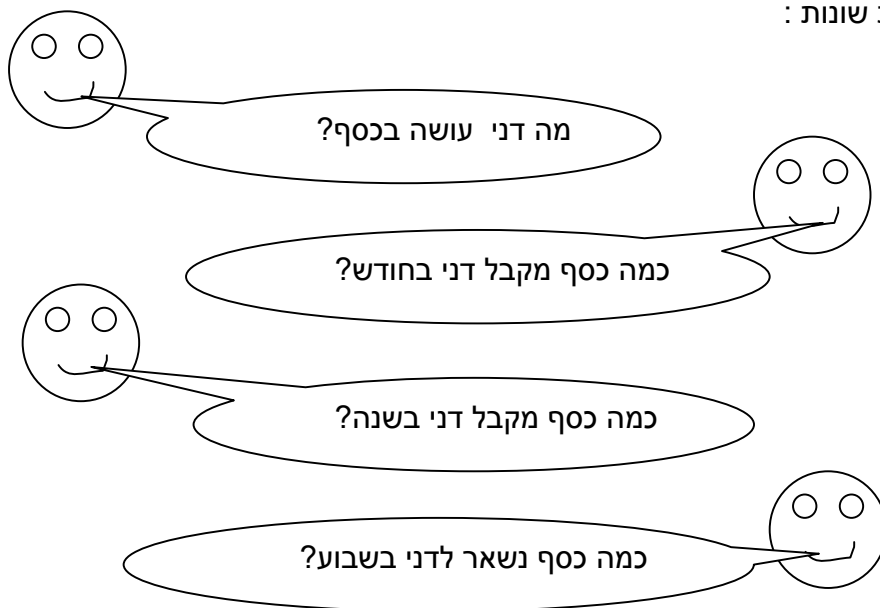 שונות :
מה דני עושה בכסף?
כמה כסף מקבל דני בחודש?
כמה כסף מקבל דני בשנה?
כמה כסף נשאר לדני בשבוע?